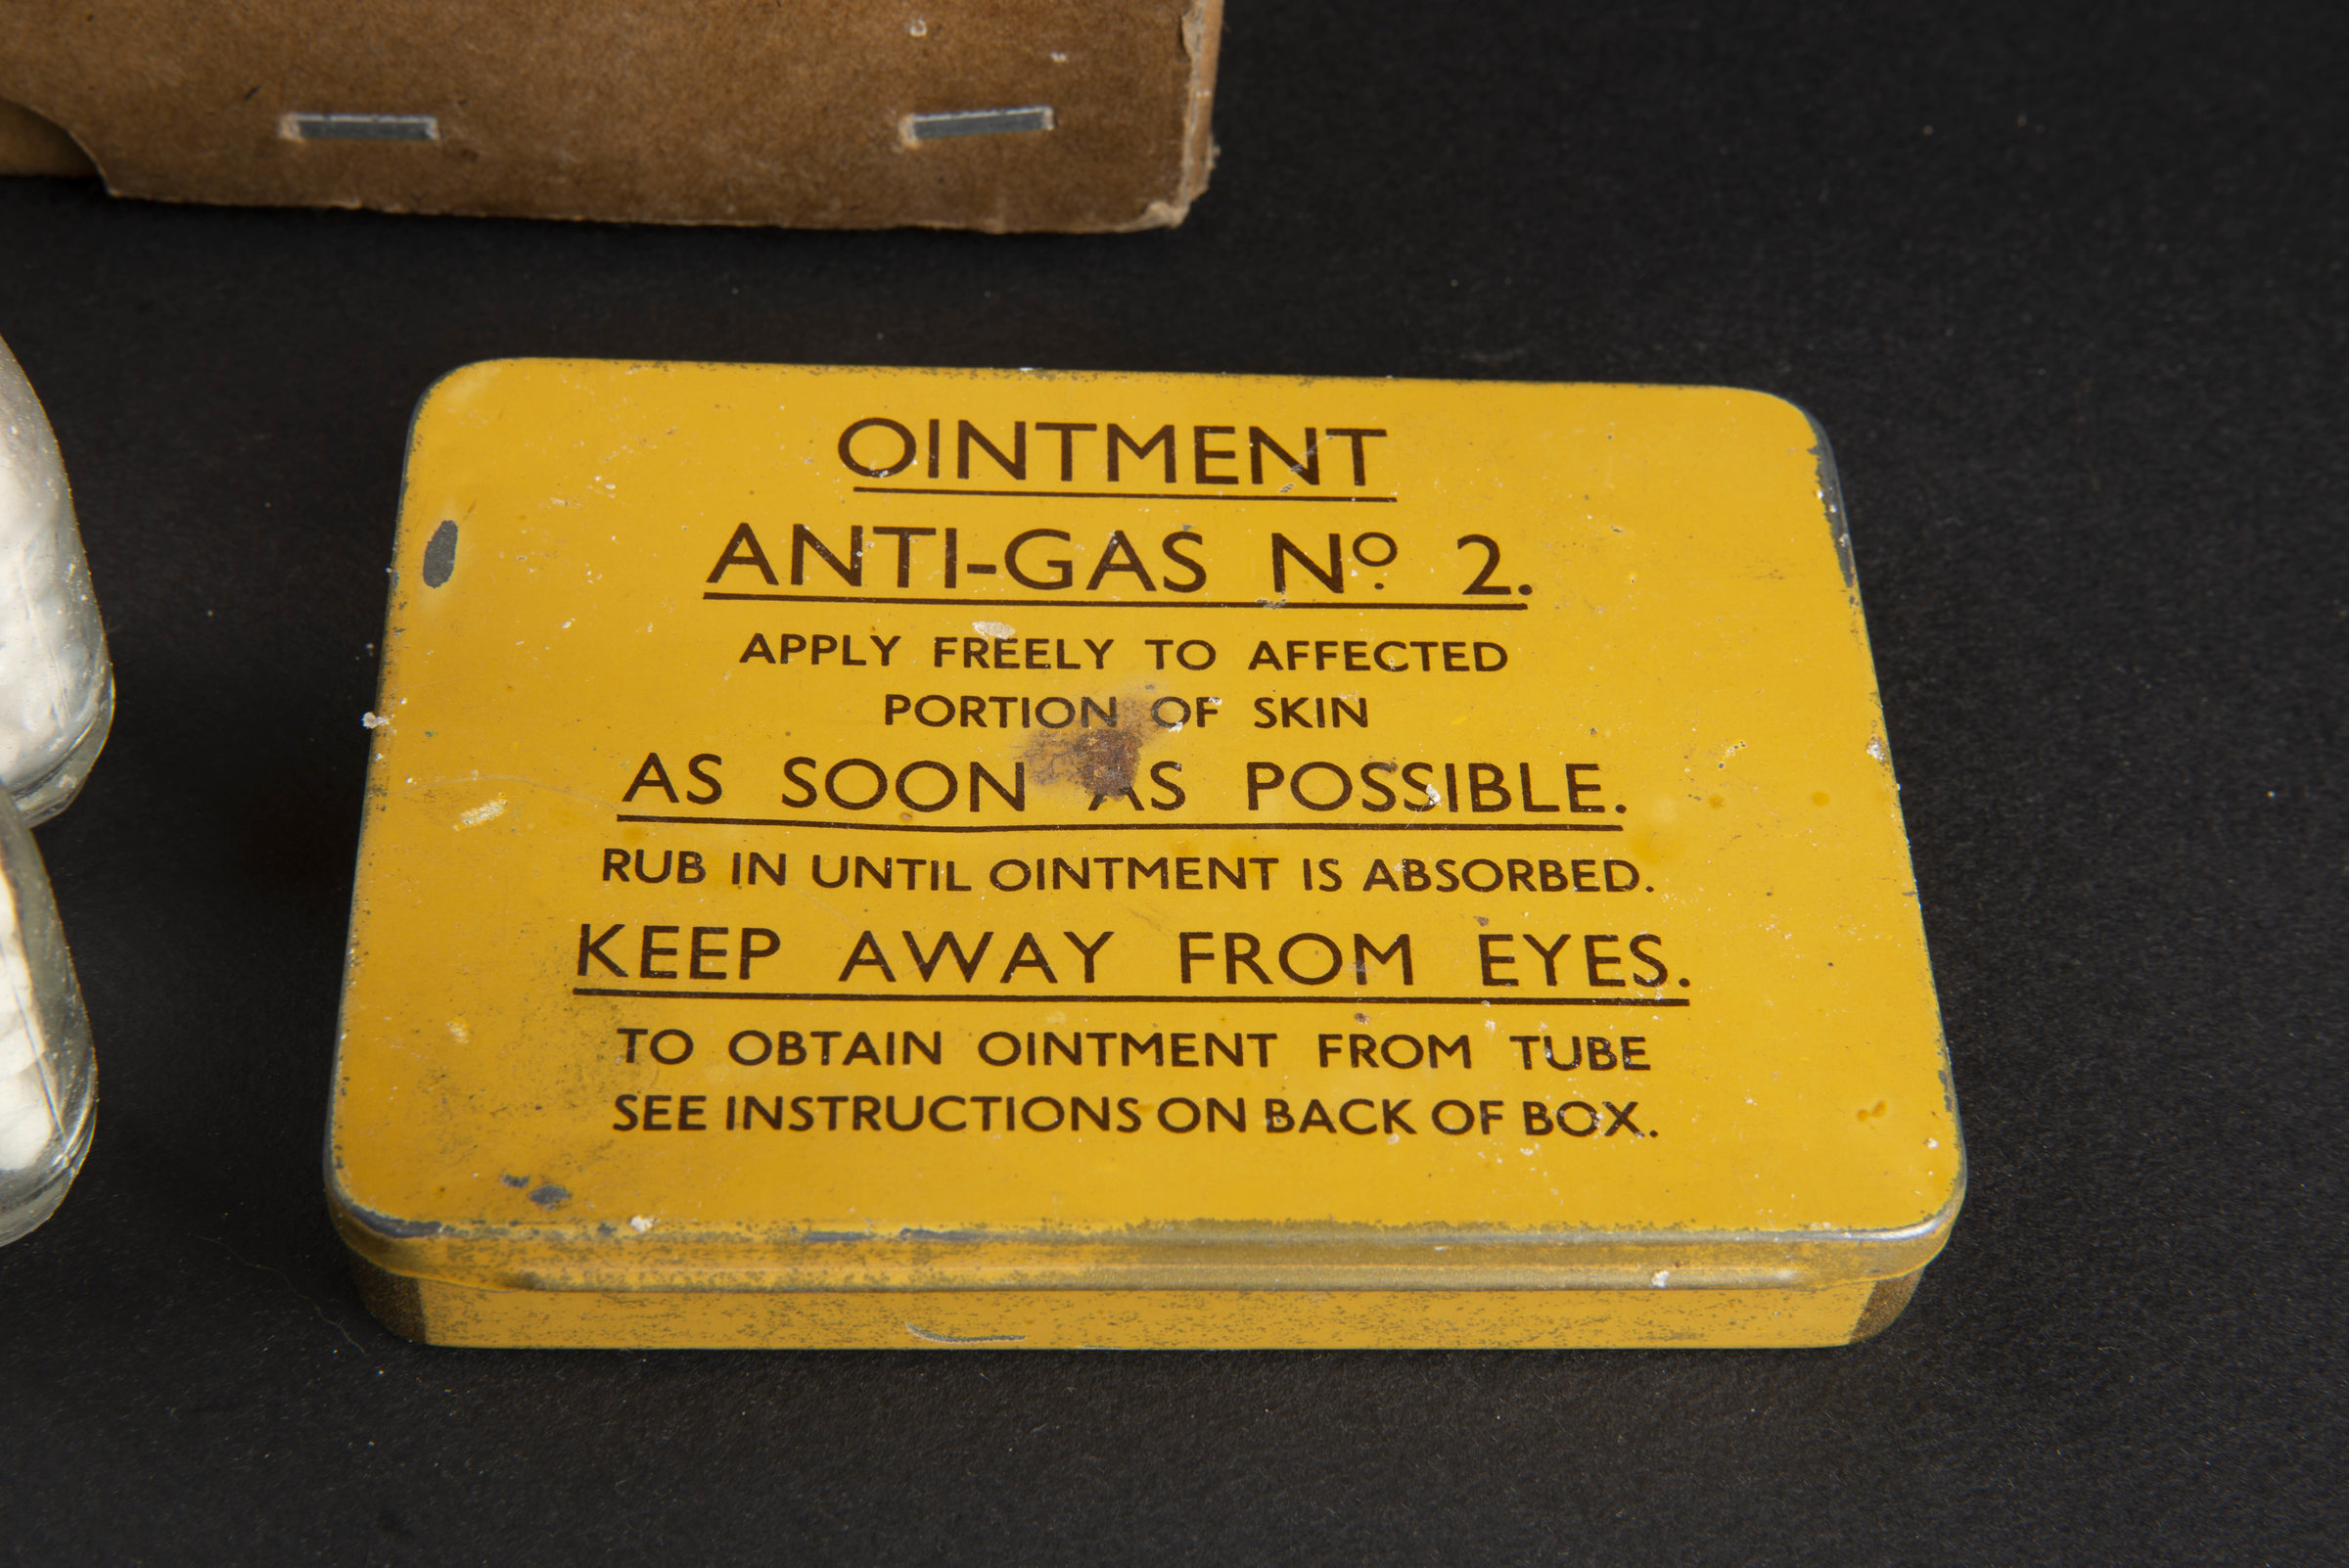 OINTMENT
ANTI-GAS Nº 2.
APPLY FREELY TO AFFECTED
PORTION OF SKIN
AS SOON AS POSSIBLE.
RUB IN UNTIL OINTMENT IS ABSORBED.
KEEP AWAY FROM EYES.
TO OBTAIN OINTMENT FROM TUBE
SEE INSTRUCTIONS ON BACK OF BOX.